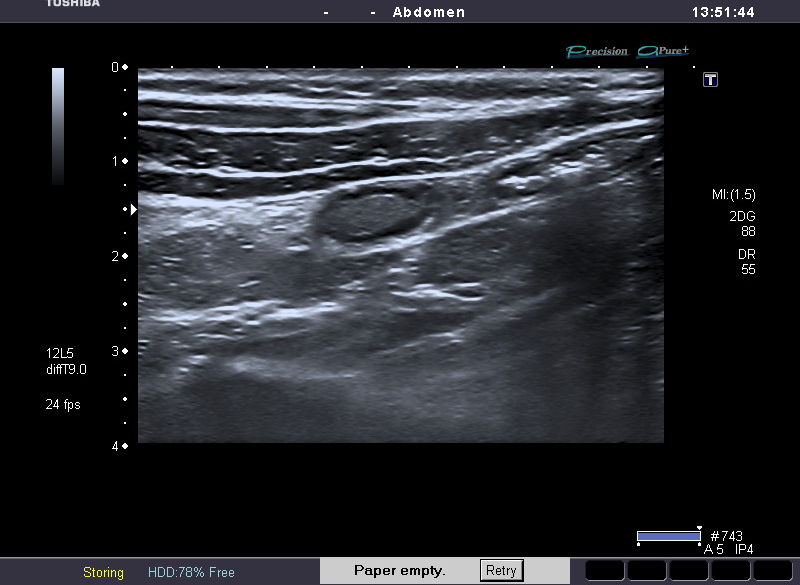 TOSHIBA
- - Abdomen 13:51:44
Precision APure+
T
0
1
2
3
4
MI:(1.5)
2DG
88
DR
55
12L5
diffT9.0
24 fps
#743
A 5 IP4
Storing HDD:78% Free Paper empty. Retry